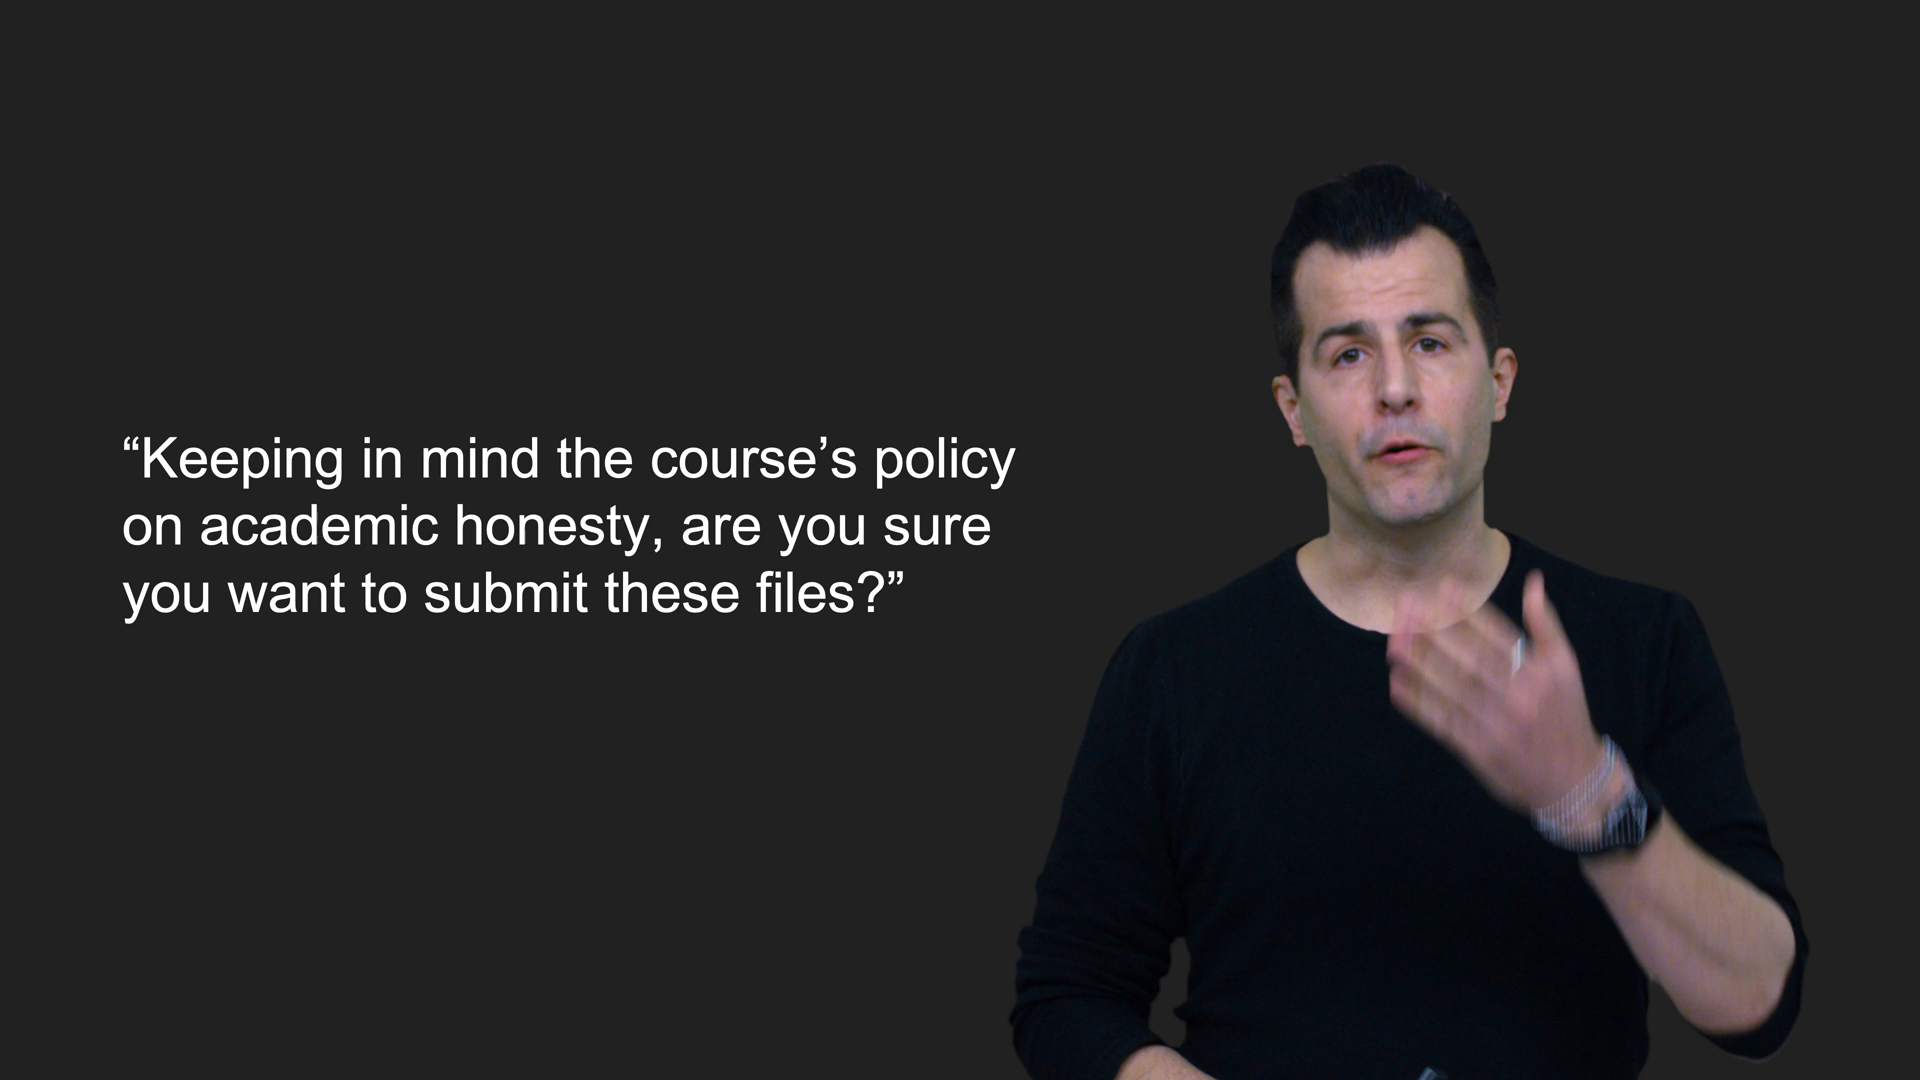 “Keeping in mind the course’s policy
on academic honesty, are you sure
you want to submit these files?”